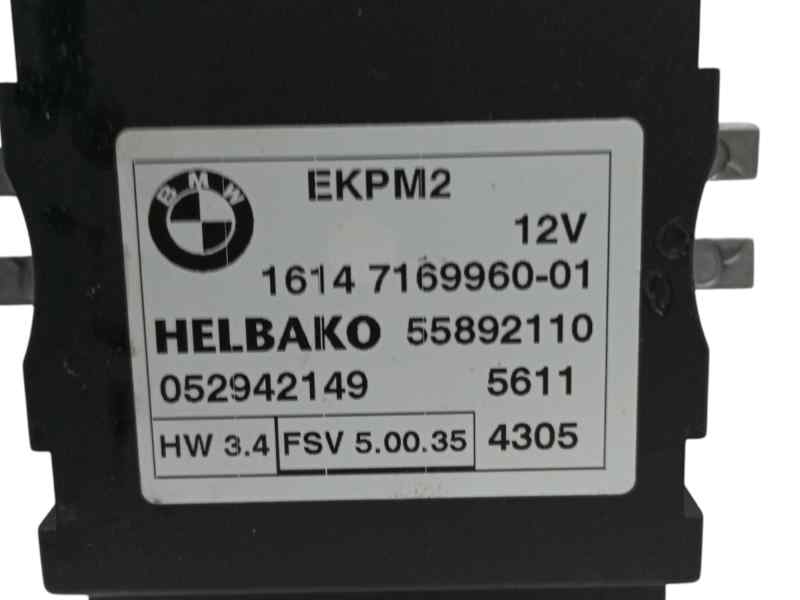 BMW
EKPM2
12V
1614 7169960-01
HELBAKO 55892110
052942149 5611
HW 3.4 FSV 5.00.35 4305